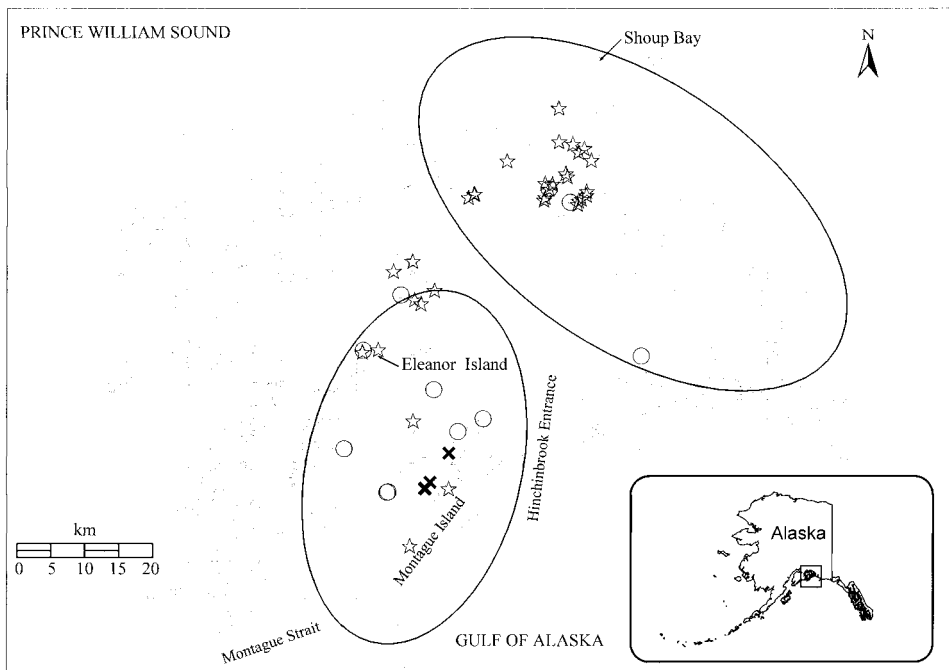 PRINCE WILLIAM SOUND
Shoup Bay
N
Eleanor Island
Hinchinbrook Entrance
Montague Island
km
0 5 10 15 20
Montague Strait
GULF OF ALASKA
Alaska